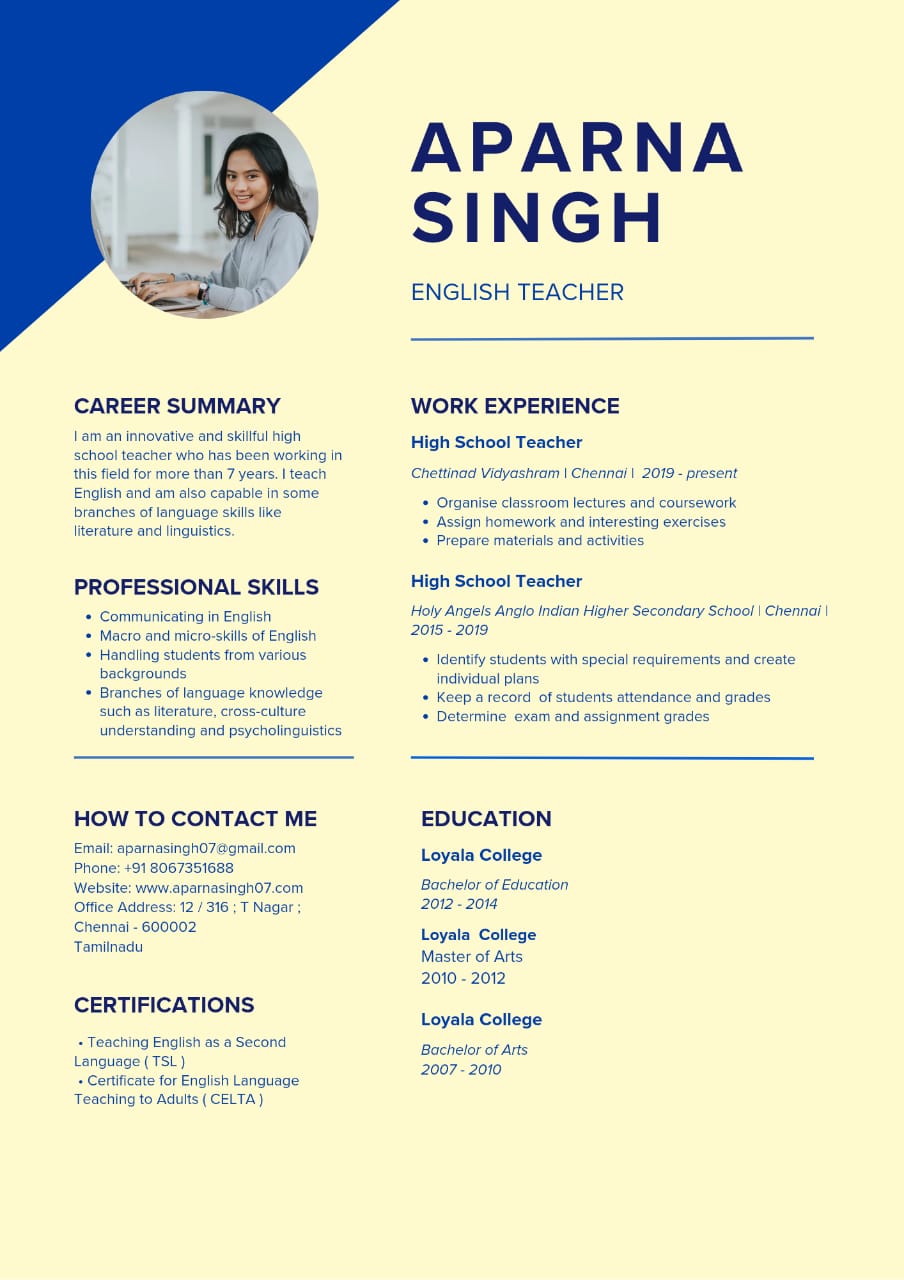 APARNA
SINGH
ENGLISH TEACHER
CAREER SUMMARY
I am an innovative and skillful high
school teacher who has been working in
this field for more than 7 years. I teach
English and am also capable in some
branches of language skills like
literature and linguistics.
PROFESSIONAL SKILLS
• Communicating in English
• Macro and micro-skills of English
• Handling students from various
backgrounds
• Branches of language knowledge
such as literature, cross-culture
understanding and psycholinguistics
WORK EXPERIENCE
High School Teacher
Chettinad Vidyashram | Chennai |  2019 - present
• Organise classroom lectures and coursework
• Assign homework and interesting exercises
• Prepare materials and activities
High School Teacher
Holy Angels Anglo Indian Higher Secondary School | Chennai |
2015 - 2019
• Identify students with special requirements and create
individual plans
• Keep a record  of students attendance and grades
• Determine  exam and assignment grades
HOW TO CONTACT ME
Email: aparnasingh07@gmail.com
Phone: +91 8067351688
Website: www.aparnasingh07.com
Office Address: 12 / 316 ; T Nagar ;
Chennai - 600002
Tamilnadu
CERTIFICATIONS
• Teaching English as a Second
Language ( TSL )
• Certificate for English Language
Teaching to Adults ( CELTA )
EDUCATION
Loyala College
Bachelor of Education
2012 - 2014
Loyala  College
Master of Arts
2010 - 2012
Loyala College
Bachelor of Arts
2007 - 2010